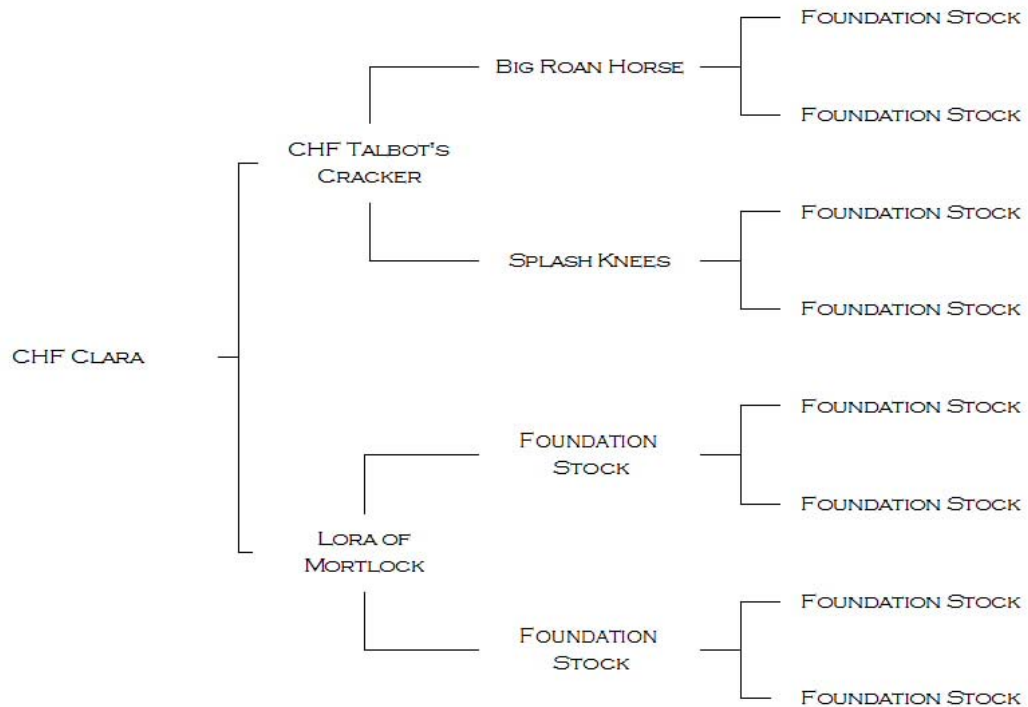 Foundation Stock
Big Roan Horse
Foundation Stock
CHF Talbot's
Cracker
Foundation Stock
Splash Knees
Foundation Stock
CHF Clara
Foundation Stock
Foundation
Stock
Foundation Stock
Lora of
Mortlock
Foundation Stock
Foundation
Stock
Foundation Stock